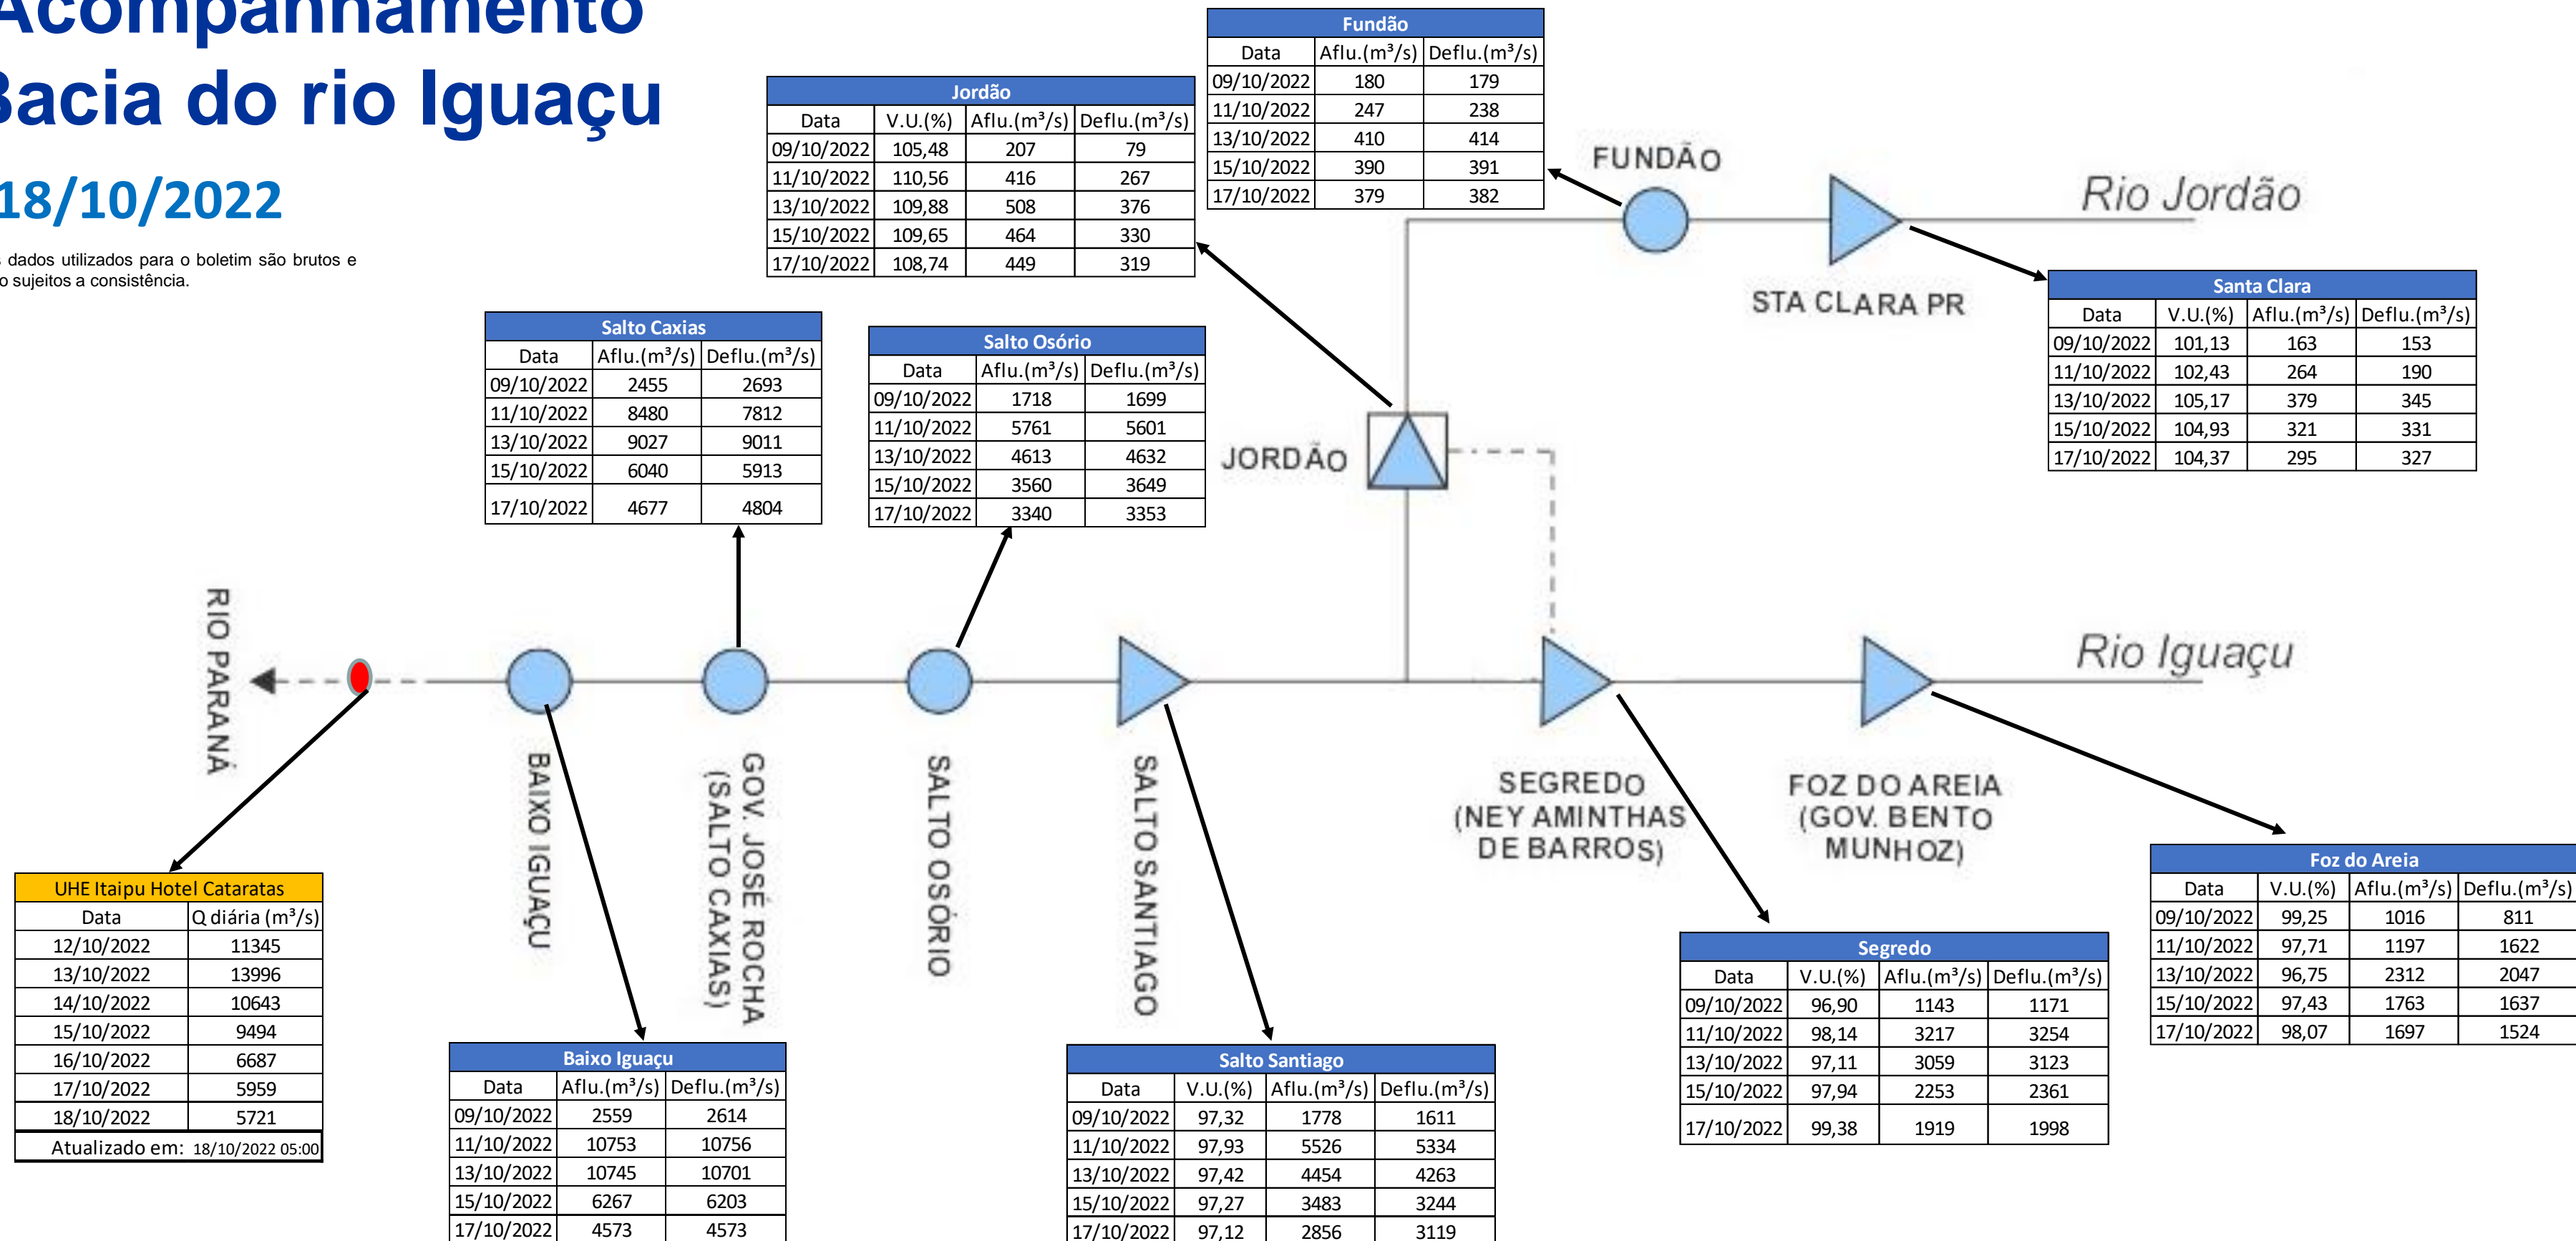 Acompanhamento
Bacia do rio Iguaçu
18/10/2022
s dados utilizados para o boletim são brutos e
o sujeitos a consistência.
Fundão
Data Aflu.(m³/s) Deflu.(m³/s)
09/10/2022 180 179
11/10/2022 247 238
13/10/2022 410 414
15/10/2022 390 391
17/10/2022 379 382
Jordão
Data V.U.(%) Aflu.(m³/s) Deflu.(m³/s)
09/10/2022 105,48 207 79
11/10/2022 110,56 416 267
13/10/2022 109,88 508 376
15/10/2022 109,65 464 330
17/10/2022 108,74 449 319
FUNDÃO
Rio Jordão
STA CLARA PR
Santa Clara
Data V.U.(%) Aflu.(m³/s) Deflu.(m³/s)
09/10/2022 101,13 163 153
11/10/2022 102,43 264 190
13/10/2022 105,17 379 345
15/10/2022 104,93 321 331
17/10/2022 104,37 295 327
Salto Caxias
Data Aflu.(m³/s) Deflu.(m³/s)
09/10/2022 2455 2693
11/10/2022 8480 7812
13/10/2022 9027 9011
15/10/2022 6040 5913
17/10/2022 4677 4804
Salto Osório
Data Aflu.(m³/s) Deflu.(m³/s)
09/10/2022 1718 1699
11/10/2022 5761 5601
13/10/2022 4613 4632
15/10/2022 3560 3649
17/10/2022 3340 3353
JORDÃO
RIO PARANÁ
Rio Iguaçu
BAIXO IGUAÇU
GOV. JOSÉ ROCHA
(SALTO CAXIAS)
SALTO OSÓRIO
SALTO SANTIAGO
SEGREDO
(NEY AMINTHAS
DE BARROS)
FOZ DO AREIA
(GOV. BENTO
MUNHOZ)
UHE Itaipu Hotel Cataratas
Data Q diária (m³/s)
12/10/2022 11345
13/10/2022 13996
14/10/2022 10643
15/10/2022 9494
16/10/2022 6687
17/10/2022 5959
18/10/2022 5721
Atualizado em: 18/10/2022 05:00
Baixo Iguaçu
Data Aflu.(m³/s) Deflu.(m³/s)
09/10/2022 2559 2614
11/10/2022 10753 10756
13/10/2022 10745 10701
15/10/2022 6267 6203
17/10/2022 4573 4573
Salto Santiago
Data V.U.(%) Aflu.(m³/s) Deflu.(m³/s)
09/10/2022 97,32 1778 1611
11/10/2022 97,93 5526 5334
13/10/2022 97,42 4454 4263
15/10/2022 97,27 3483 3244
17/10/2022 97,12 2856 3119
Segredo
Data V.U.(%) Aflu.(m³/s) Deflu.(m³/s)
09/10/2022 96,90 1143 1171
11/10/2022 98,14 3217 3254
13/10/2022 97,11 3059 3123
15/10/2022 97,94 2253 2361
17/10/2022 99,38 1919 1998
Foz do Areia
Data V.U.(%) Aflu.(m³/s) Deflu.(m³/s)
09/10/2022 99,25 1016 811
11/10/2022 97,71 1197 1622
13/10/2022 96,75 2312 2047
15/10/2022 97,43 1763 1637
17/10/2022 98,07 1697 1524